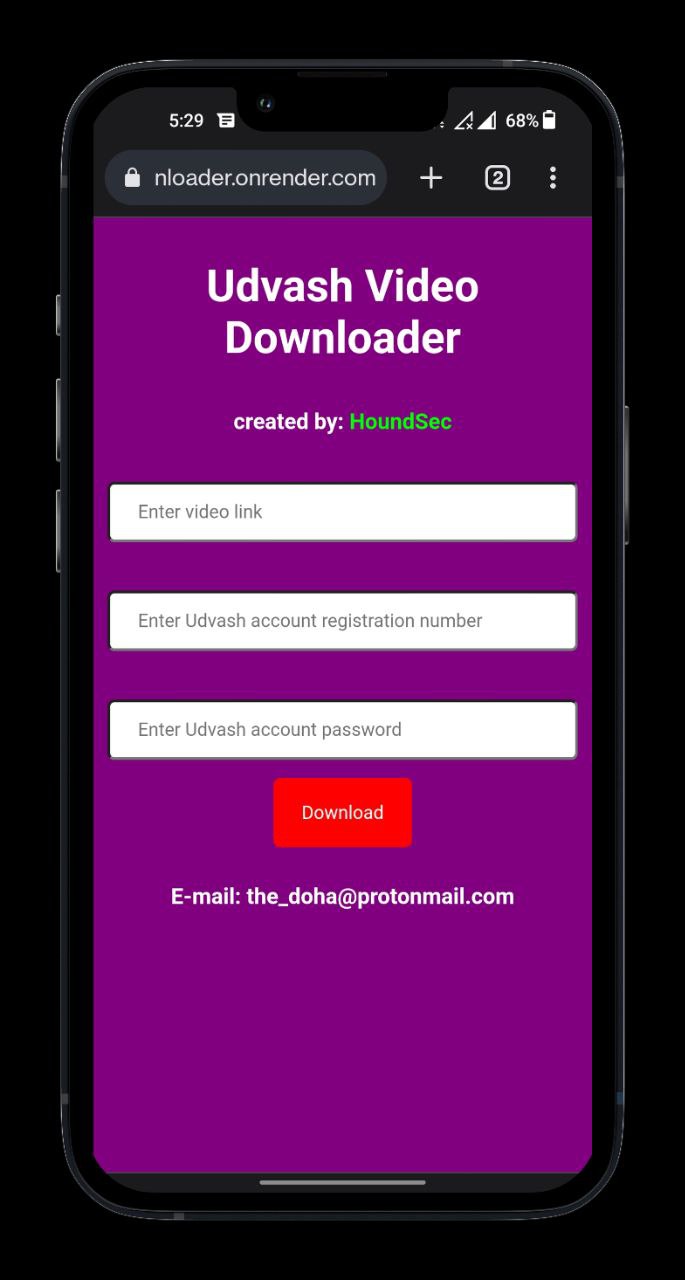 5:29
68%
nloader.onrender.com
2
Udvash Video
Downloader
created by: HoundSec
Enter video link
Enter Udvash account registration number
Enter Udvash account password
Download
E-mail: the_doha@protonmail.com